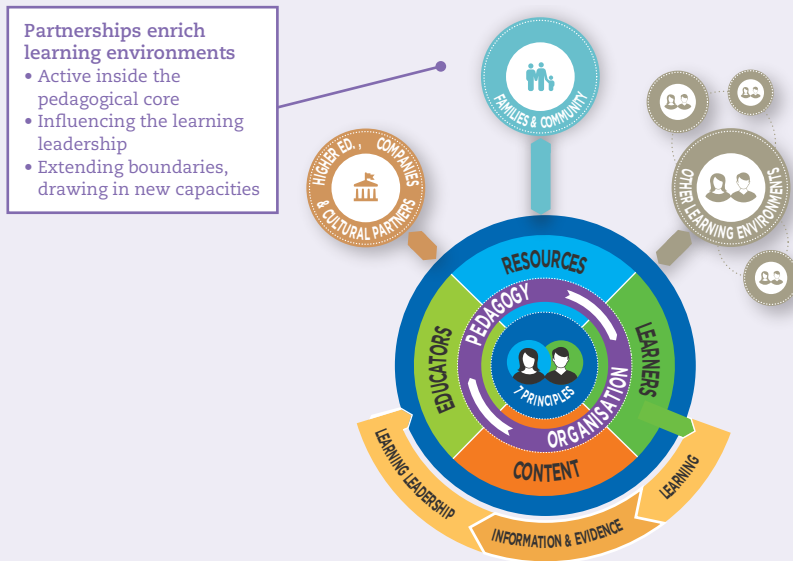 Partnerships enrich
learning environments
• Active inside the
pedagogical core
• Influencing the learning
leadership
• Extending boundaries,
drawing in new capacities
FAMILIES & COMMUNITY
HIGHER ED., COMPANIES
& CULTURAL PARTNERS
OTHER LEARNING ENVIRONMENTS
RESOURCES
PEDAGOGY
EDUCATORS
LEARNERS
7 PRINCIPLES
ORGANISATION
CONTENT
LEARNING LEADERSHIP
INFORMATION & EVIDENCE
LEARNING